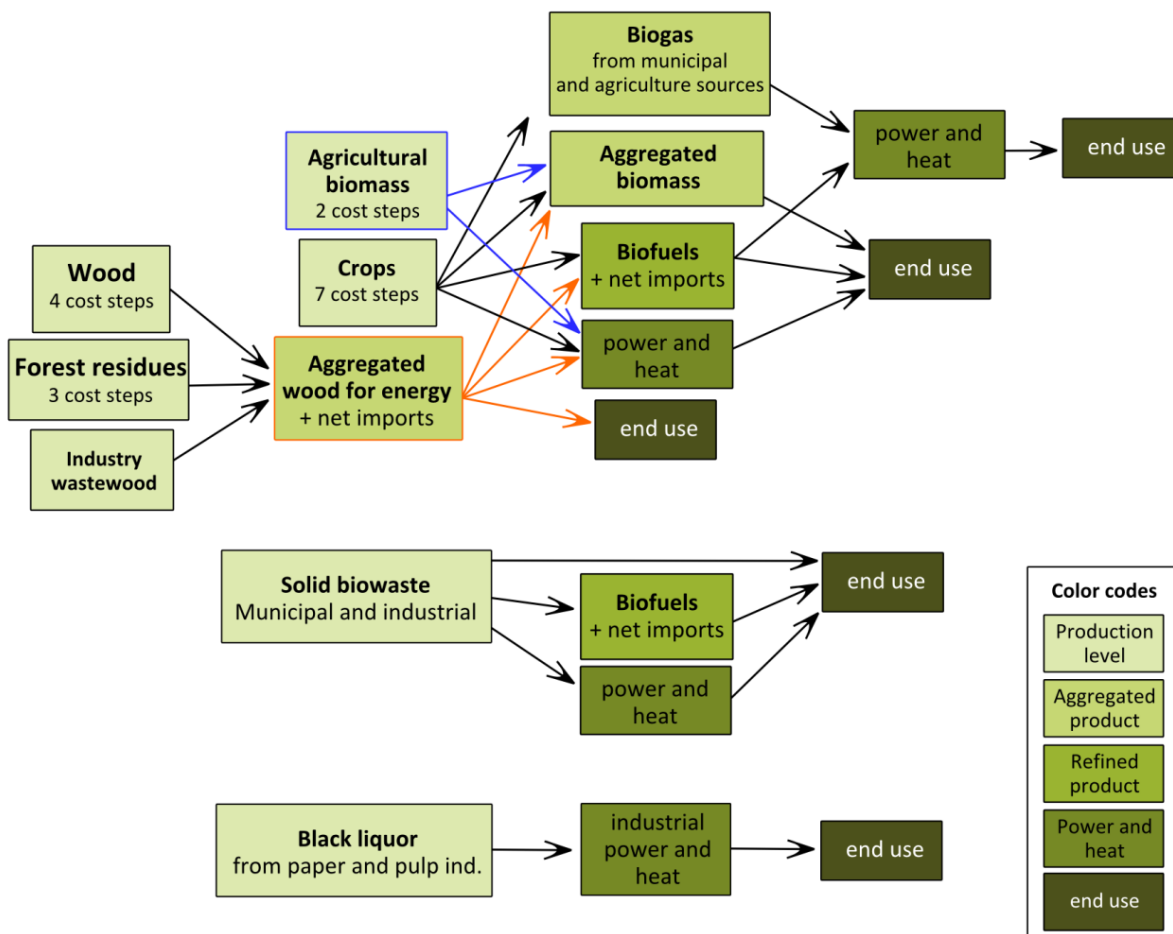 Biogas
from municipal
and agriculture sources
power and
heat
end use
Agricultural
biomass
2 cost steps
Aggregated
biomass
Wood
4 cost steps
Crops
7 cost steps
Biofuels
+ net imports
end use
Forest residues
3 cost steps
Aggregated
wood for energy
+ net imports
power and
heat
end use
Industry
wastewood
Solid biowaste
Municipal and industrial
Biofuels
+ net imports
power and
heat
end use
Black liquor
from paper and pulp ind.
industrial
power and
heat
end use
Color codes
Production
level
Aggregated
product
Refined
product
Power and
heat
end use